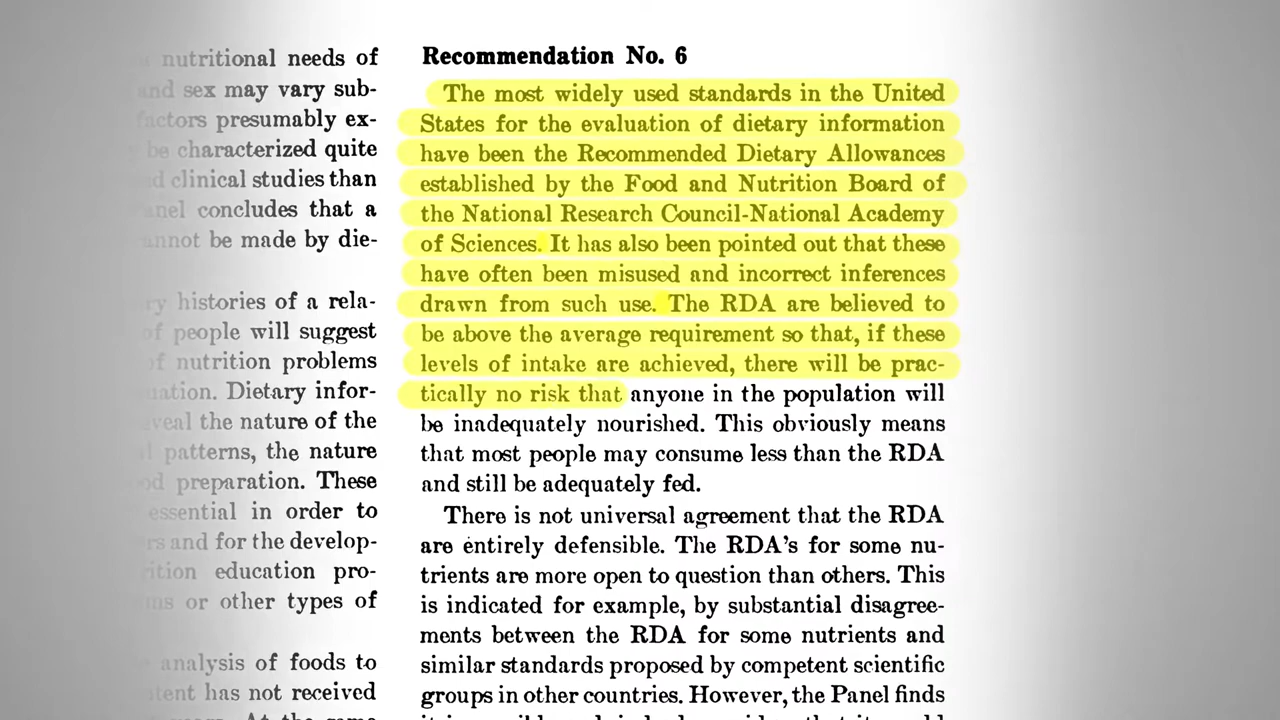 nutritional needs of
and sex may vary sub-
factors presumably ex-
be characterized quite
clinical studies than
concludes that a
cannot be made by die-
histories of a rela-
of people will suggest
of nutrition problems
Dietary infor-
reveal the nature of the
patterns, the nature
preparation. These
essential in order to
and for the develop-
education pro-
or other types of
analysis of foods to
has not received
At the same
Recommendation No. 6
The most widely used standards in the United
States for the evaluation of dietary information
have been the Recommended Dietary Allowances
established by the Food and Nutrition Board of
the National Research Council-National Academy
of Sciences. It has also been pointed out that these
have often been misused and incorrect inferences
drawn from such use. The RDA are believed to
be above the average requirement so that, if these
levels of intake are achieved, there will be prac-
tically no risk that anyone in the population will
be inadequately nourished. This obviously means
that most people may consume less than the RDA
and still be adequately fed.
There is not universal agreement that the RDA
are entirely defensible. The RDA's for some nu-
trients are more open to question than others. This
is indicated for example, by substantial disagree-
ments between the RDA for some nutrients and
similar standards proposed by competent scientific
groups in other countries. However, the Panel finds